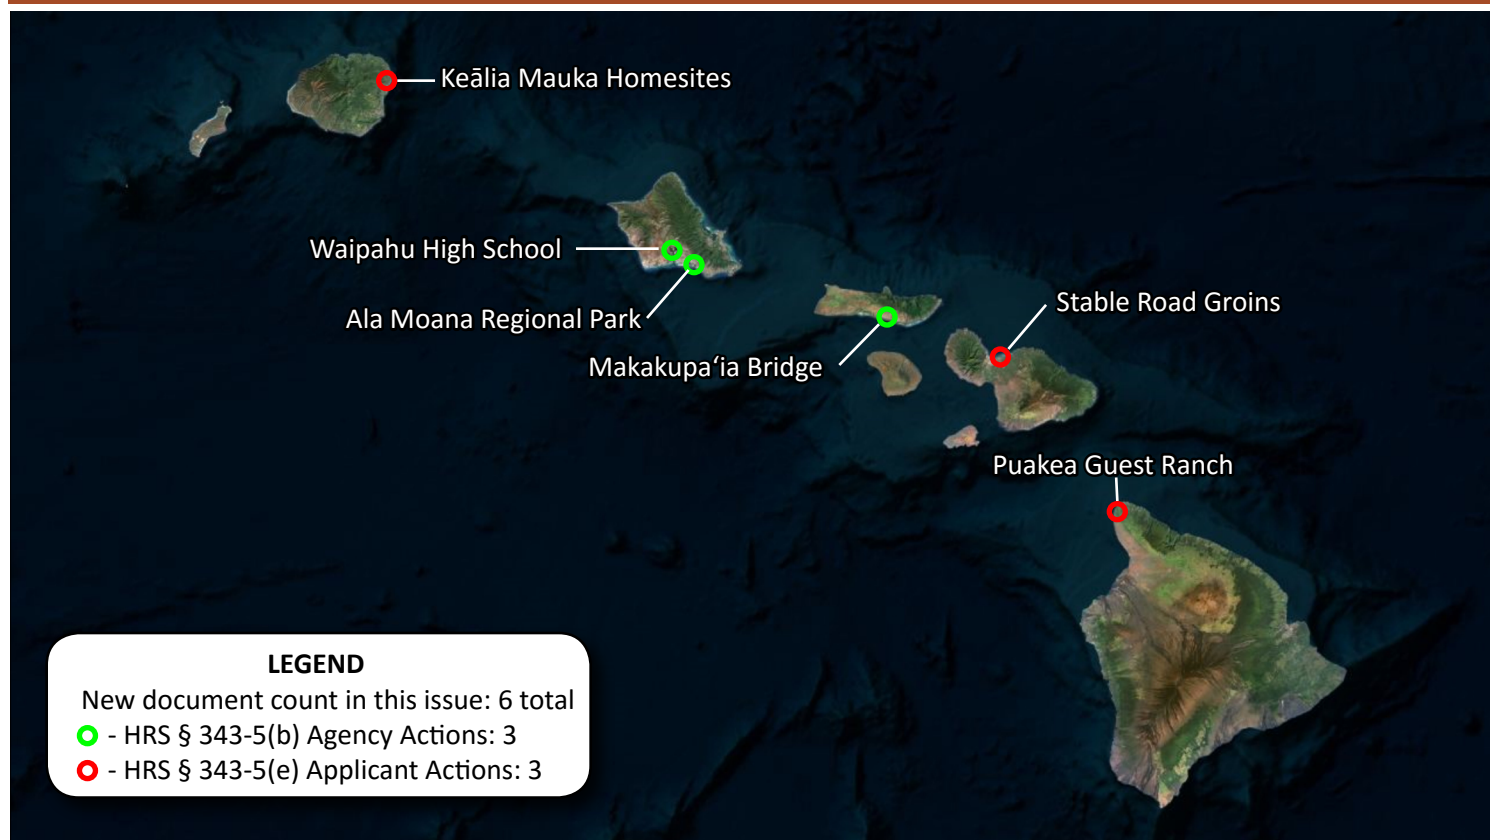 Keālia Mauka Homesites
Waipahu High School
Ala Moana Regional Park
Stable Road Groins
Makakupaʻia Bridge
Puakea Guest Ranch
LEGEND
New document count in this issue: 6 total
- HRS § 343-5(b) Agency Actions: 3
- HRS § 343-5(e) Applicant Actions: 3